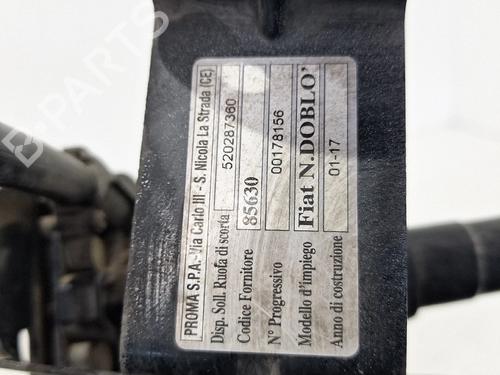 PROMA S.P.A.- Via Carlo III - S. Nicola La Strada (CE)
Disp. Soll. Ruota di scorta 520287360
Codice Fornitore 85630
N° Progressivo 00178156
Modello d'impiego Fiat N.DOBLO'
Anno di costruzione 01-17
B-PARTS